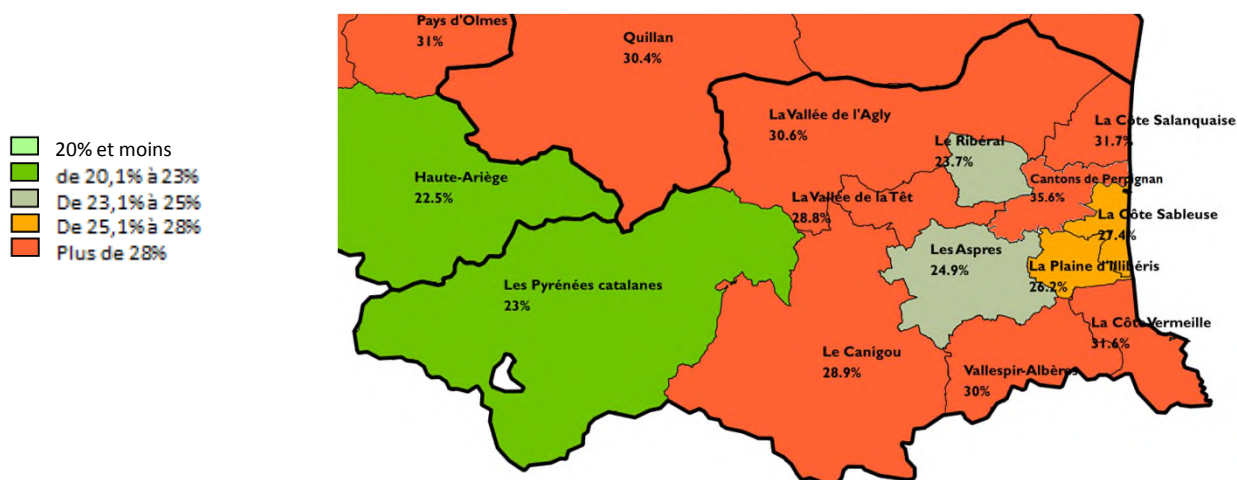 20% et moins
de 20,1% à 23%
De 23,1% à 25%
De 25,1% à 28%
Plus de 28%
Pays d'Olmes
31%
Quillan
30.4%
La Vallée de l'Agly
30.6%
La Côte Salanquaise
31.7%
Le Ribéral
23.7%
Haute-Ariège
22.5%
Cantons de Perpignan
35.6%
La Vallée de la Têt
28.8%
La Côte Sableuse
27.4%
Les Aspres
24.9%
La Plaine d'Illibéris
26.2%
Les Pyrénées catalanes
23%
La Côte Vermeille
31.6%
Le Canigou
28.9%
Vallespir-Albères
30%